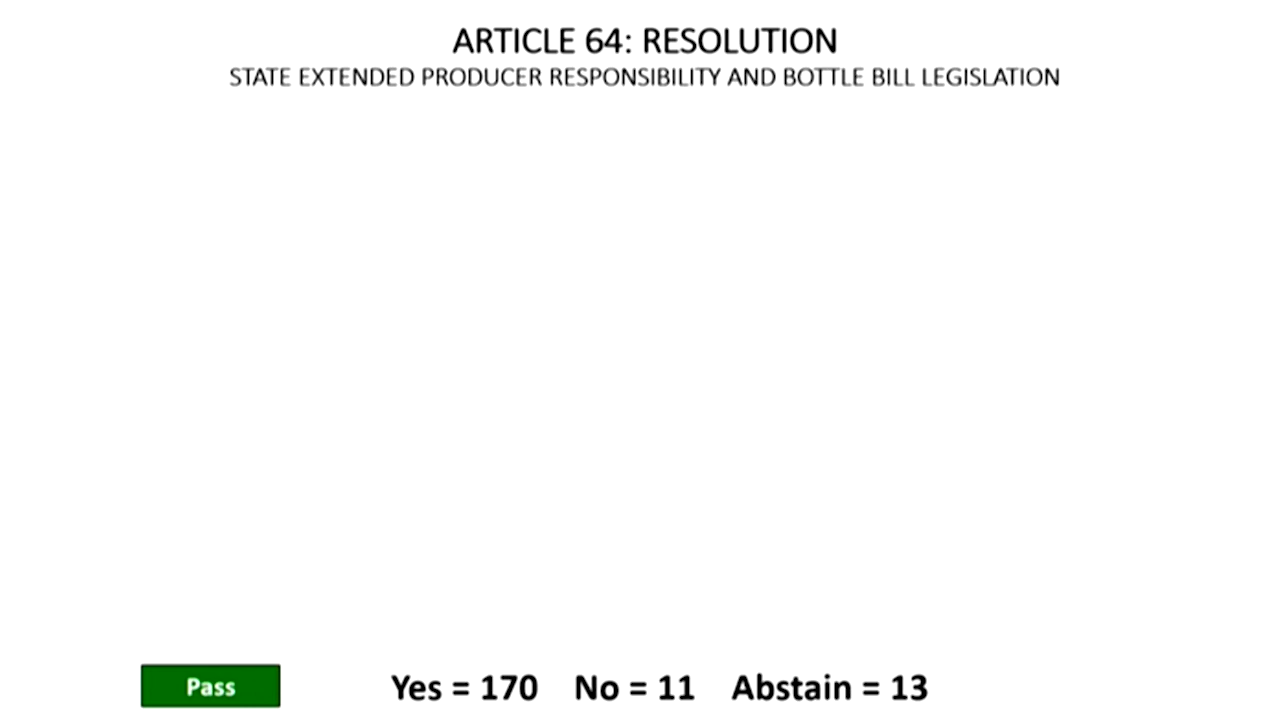 ARTICLE 64: RESOLUTION
STATE EXTENDED PRODUCER RESPONSIBILITY AND BOTTLE BILL LEGISLATION
Pass Yes = 170 No = 11 Abstain = 13